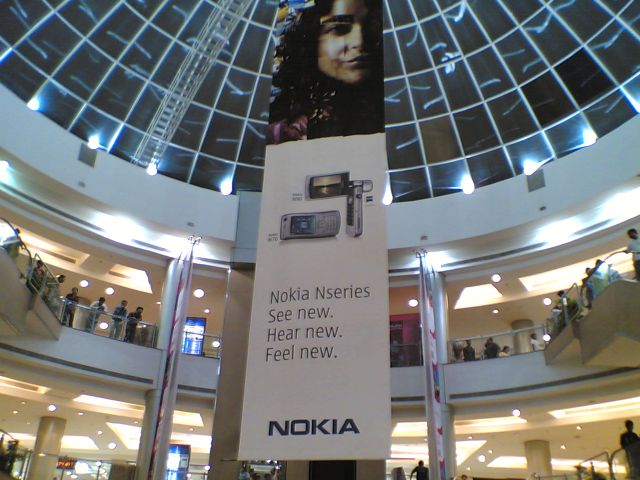 Nokia Nseries
See new.
Hear new.
Feel new.
NOKIA